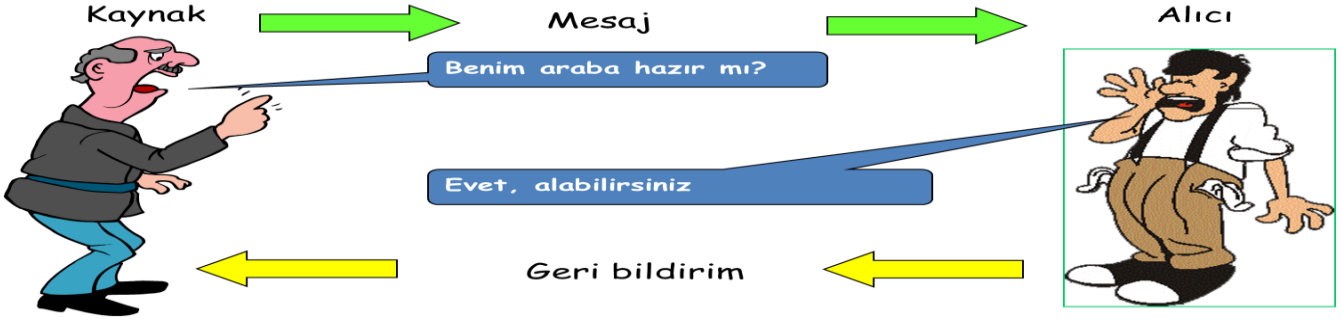 Kaynak
Mesaj
Alıcı
Benim araba hazır mı?
Evet, alabilirsiniz
Geri bildirim